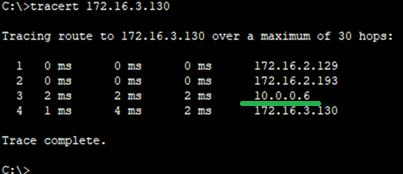 C:\>tracert 172.16.3.130
Tracing route to 172.16.3.130 over a maximum of 30 hops:
1 0 ms 0 ms 0 ms 172.16.2.129
2 0 ms 0 ms 0 ms 172.16.2.193
3 2 ms 2 ms 2 ms 10.0.0.6
4 1 ms 4 ms 2 ms 172.16.3.130
Trace complete.
C:\>